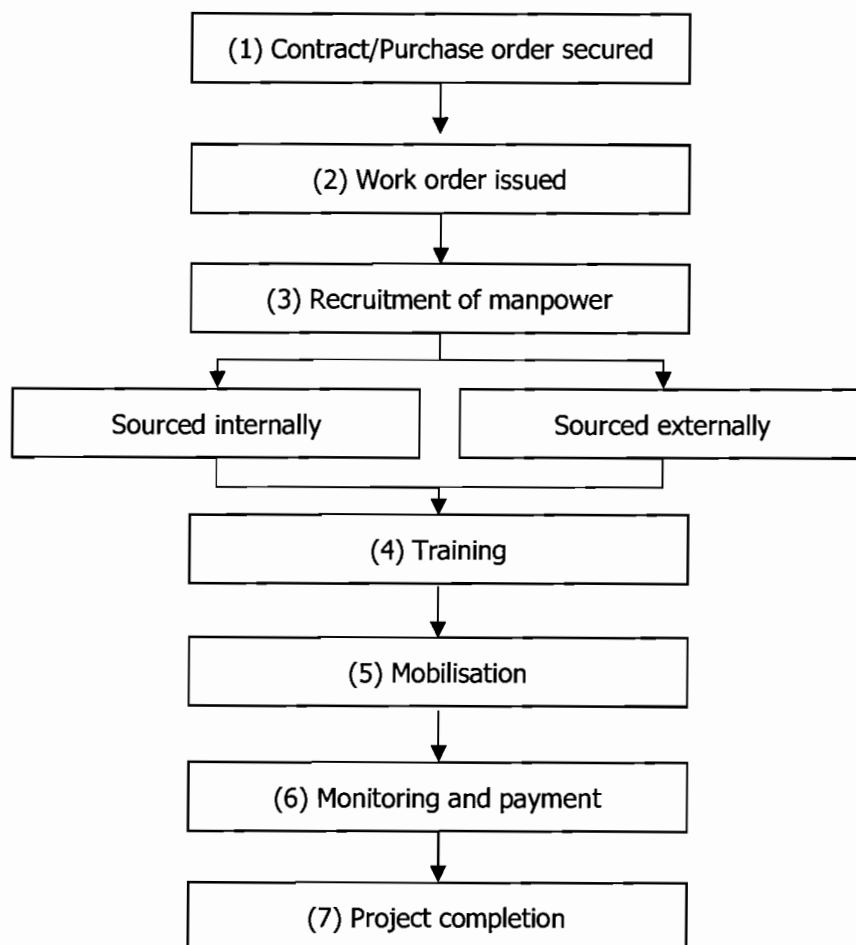 (1) Contract/Purchase order secured
(2) Work order issued
(3) Recruitment of manpower
Sourced internally
Sourced externally
(4) Training
(5) Mobilisation
(6) Monitoring and payment
(7) Project completion